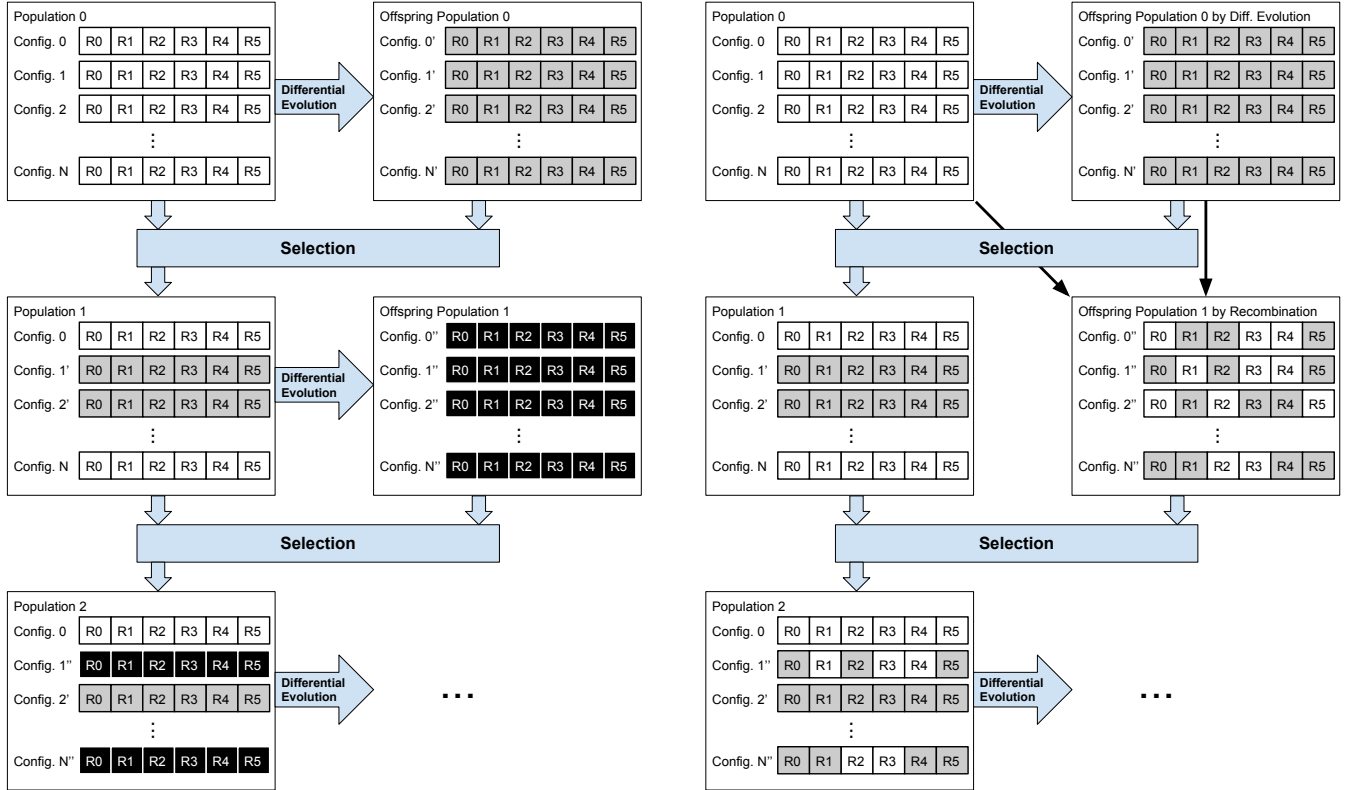 Population 0
Config. 0 R0 R1 R2 R3 R4 R5
Config. 1 R0 R1 R2 R3 R4 R5
Config. 2 R0 R1 R2 R3 R4 R5
⋮
Config. N R0 R1 R2 R3 R4 R5
Differential
Evolution
Offspring Population 0
Config. 0' R0 R1 R2 R3 R4 R5
Config. 1' R0 R1 R2 R3 R4 R5
Config. 2' R0 R1 R2 R3 R4 R5
⋮
Config. N' R0 R1 R2 R3 R4 R5
Selection
Population 1
Config. 0 R0 R1 R2 R3 R4 R5
Config. 1' R0 R1 R2 R3 R4 R5
Config. 2' R0 R1 R2 R3 R4 R5
⋮
Config. N R0 R1 R2 R3 R4 R5
Differential
Evolution
Offspring Population 1
Config. 0'' R0 R1 R2 R3 R4 R5
Config. 1'' R0 R1 R2 R3 R4 R5
Config. 2'' R0 R1 R2 R3 R4 R5
⋮
Config. N'' R0 R1 R2 R3 R4 R5
Selection
Population 2
Config. 0 R0 R1 R2 R3 R4 R5
Config. 1'' R0 R1 R2 R3 R4 R5
Config. 2' R0 R1 R2 R3 R4 R5
⋮
Config. N'' R0 R1 R2 R3 R4 R5
Differential
Evolution
...
Population 0
Config. 0 R0 R1 R2 R3 R4 R5
Config. 1 R0 R1 R2 R3 R4 R5
Config. 2 R0 R1 R2 R3 R4 R5
⋮
Config. N R0 R1 R2 R3 R4 R5
Differential
Evolution
Offspring Population 0 by Diff. Evolution
Config. 0' R0 R1 R2 R3 R4 R5
Config. 1' R0 R1 R2 R3 R4 R5
Config. 2' R0 R1 R2 R3 R4 R5
⋮
Config. N' R0 R1 R2 R3 R4 R5
Selection
Population 1
Config. 0 R0 R1 R2 R3 R4 R5
Config. 1' R0 R1 R2 R3 R4 R5
Config. 2' R0 R1 R2 R3 R4 R5
⋮
Config. N R0 R1 R2 R3 R4 R5
Offspring Population 1 by Recombination
Config. 0'' R0 R1 R2 R3 R4 R5
Config. 1'' R0 R1 R2 R3 R4 R5
Config. 2'' R0 R1 R2 R3 R4 R5
⋮
Config. N'' R0 R1 R2 R3 R4 R5
Selection
Population 2
Config. 0 R0 R1 R2 R3 R4 R5
Config. 1'' R0 R1 R2 R3 R4 R5
Config. 2' R0 R1 R2 R3 R4 R5
⋮
Config. N'' R0 R1 R2 R3 R4 R5
Differential
Evolution
...